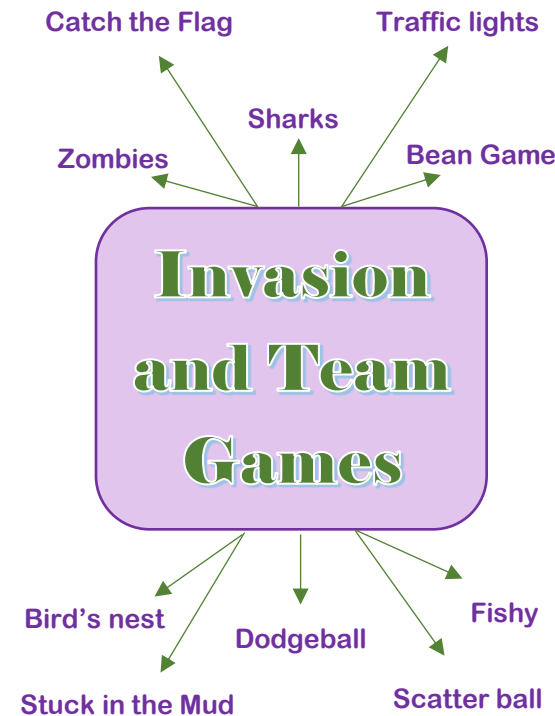 Catch the Flag
Traffic lights
Sharks
Zombies
Bean Game
Invasion
and Team
Games
Bird's nest
Dodgeball
Fishy
Stuck in the Mud
Scatter ball